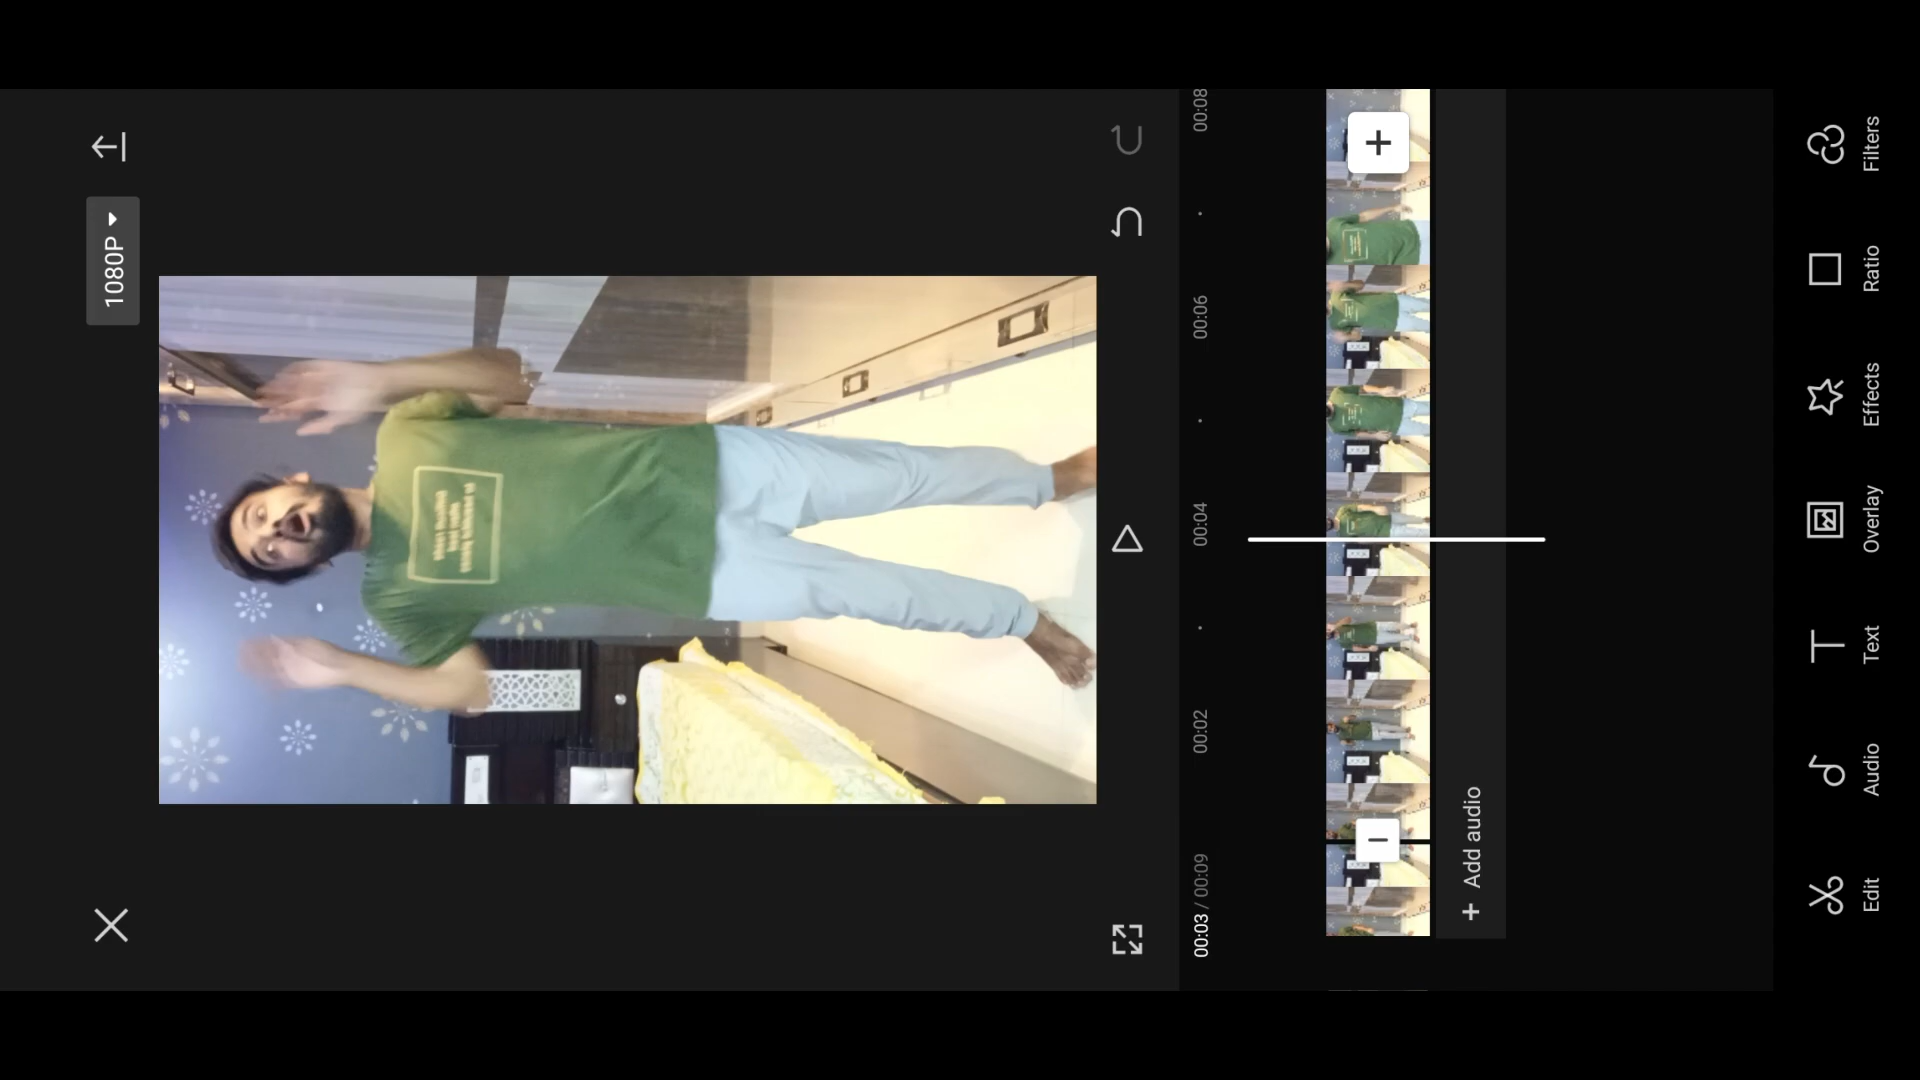 1080P
00:03 / 00:09
00:02
00:04
00:06
00:08
+ Add audio
Edit
Audio
Text
Overlay
Effects
Ratio
Filters